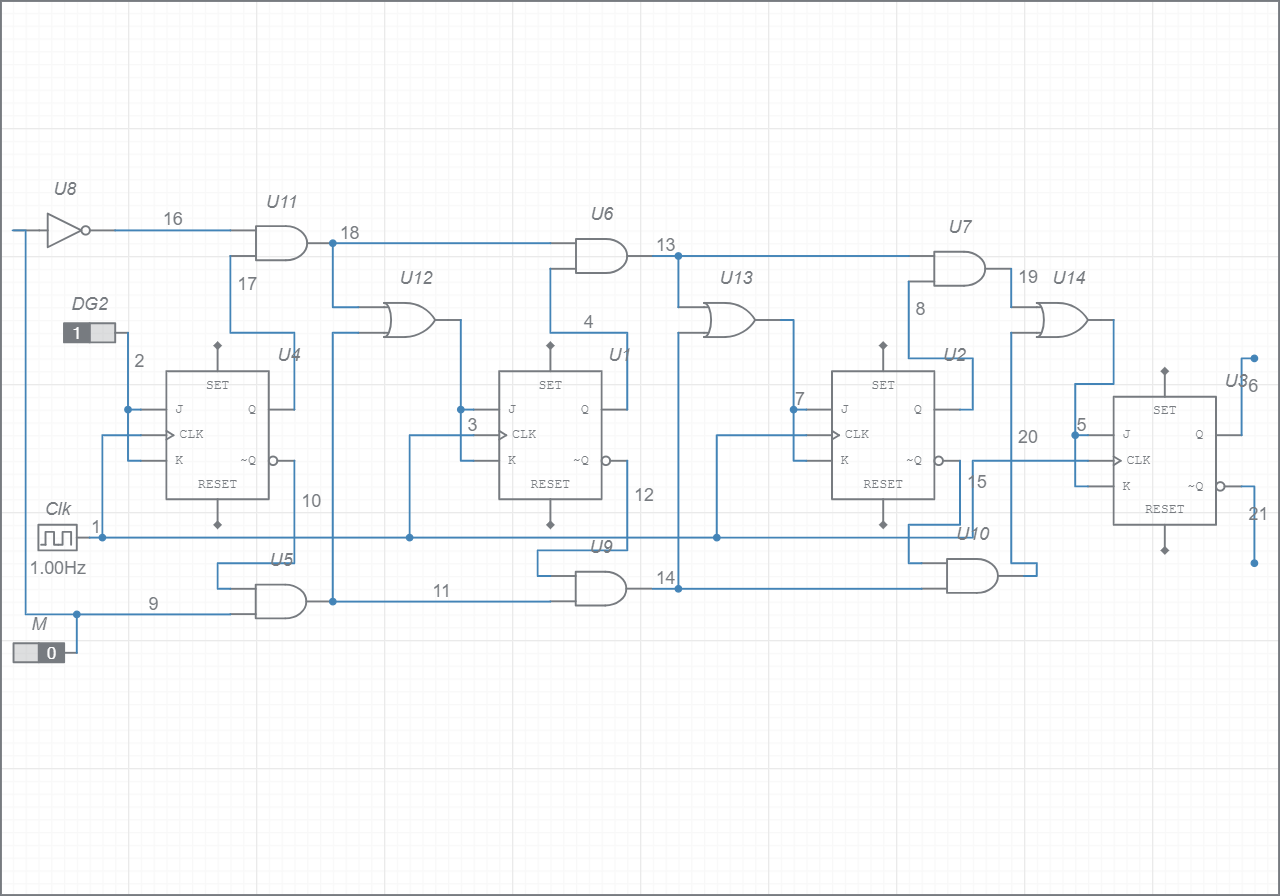 U8
16
U11
18
U6
13
U7
19
U14
17
U12
U13
DG2
1
2
4
8
U4
U1
U2
U3
6
SET
J
Q
CLK
K
~Q
RESET
3
SET
J
Q
CLK
K
~Q
RESET
7
SET
J
Q
CLK
K
~Q
RESET
20
5
SET
J
Q
CLK
K
~Q
RESET
10
12
15
21
Clk
1
1.00Hz
U5
U9
U10
9
11
14
M
0